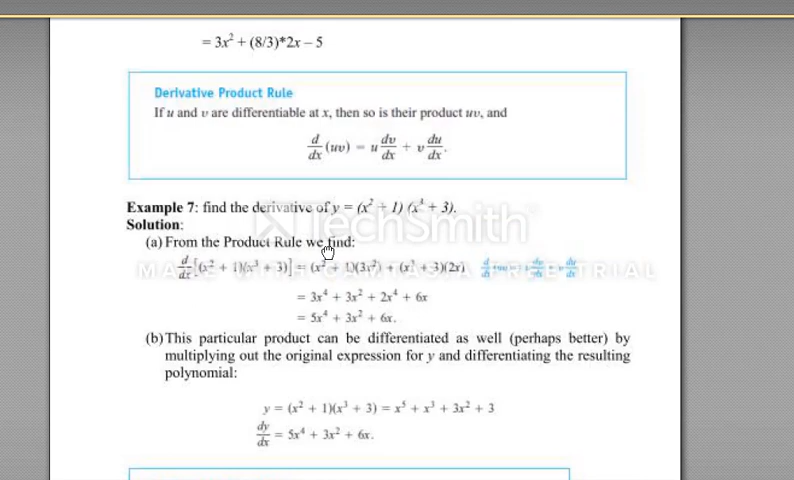 = 3x² + (8/3)*2x – 5
Derivative Product Rule
If u and v are differentiable at x, then so is their product uv, and
d/dx (uv) = u dv/dx + v du/dx.
Example 7: find the derivative of y = (x² + 1) (x³ + 3).
TechSmith
Solution:
(a) From the Product Rule we find:
MADE WITH CAMTASIA FREE TRIAL
d/dx [(x² + 1)(x³ + 3)] = (x² + 1)(3x²) + (x³ + 3)(2x)
= 3x⁴ + 3x² + 2x⁴ + 6x
= 5x⁴ + 3x² + 6x.
(b) This particular product can be differentiated as well (perhaps better) by
multiplying out the original expression for y and differentiating the resulting
polynomial:
y = (x² + 1)(x³ + 3) = x⁵ + x³ + 3x² + 3
dy/dx = 5x⁴ + 3x² + 6x.